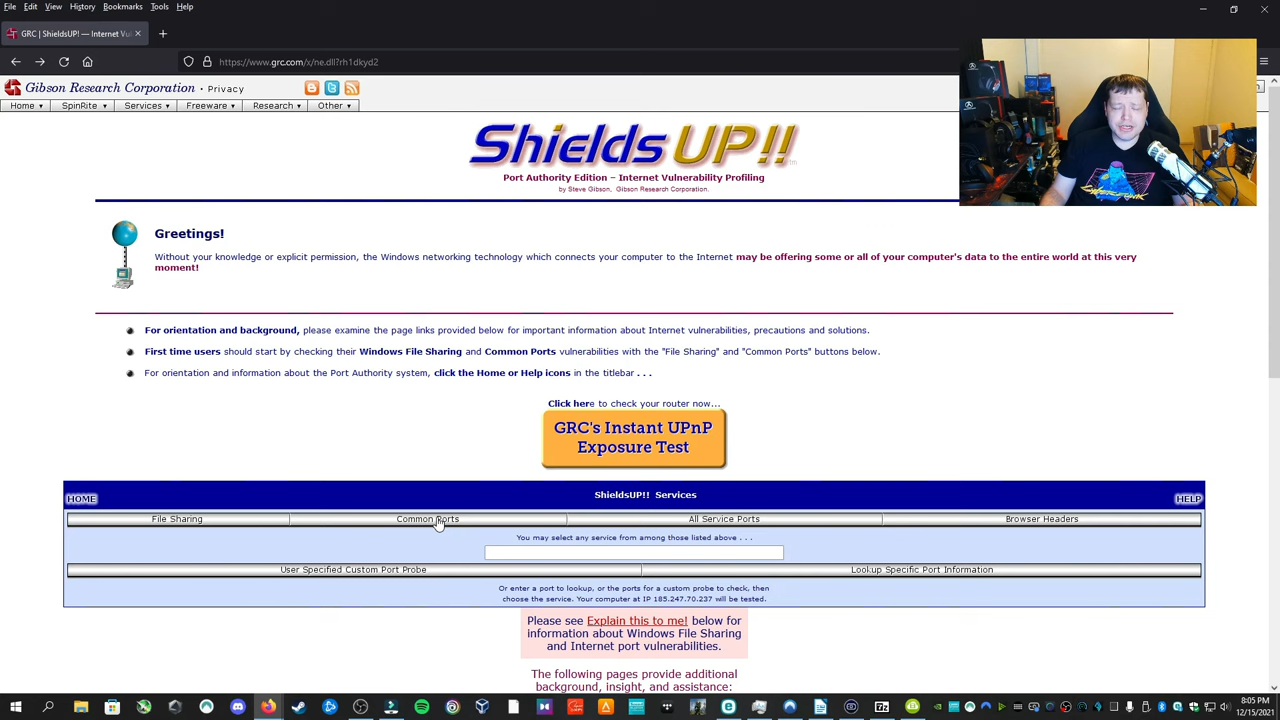 File Edit View History Bookmarks Tools Help
8:05 PM
GRC | ShieldsUP! — Internet Vul
https://www.grc.com/x/ne.dll?rh1dkyd2
Gibson Research Corporation • Privacy
Home ▾ SpinRite ▾ Services ▾ Freeware ▾ Research ▾ Other ▾
ShieldsUP!! tm
Port Authority Edition – Internet Vulnerability Profiling
by Steve Gibson, Gibson Research Corporation.
Greetings!
Without your knowledge or explicit permission, the Windows networking technology which connects your computer to the Internet may be offering some or all of your computer's data to the entire world at this very
moment!
For orientation and background, please examine the page links provided below for important information about Internet vulnerabilities, precautions and solutions.
First time users should start by checking their Windows File Sharing and Common Ports vulnerabilities with the "File Sharing" and "Common Ports" buttons below.
For orientation and information about the Port Authority system, click the Home or Help icons in the titlebar . . .
Click here to check your router now...
GRC's Instant UPnP
Exposure Test
HOME ShieldsUP!! Services HELP
File Sharing Common Ports All Service Ports Browser Headers
You may select any service from among those listed above . . .
User Specified Custom Port Probe Lookup Specific Port Information
Or enter a port to lookup, or the ports for a custom probe to check, then
choose the service. Your computer at IP 185.247.70.237 will be tested.
Please see Explain this to me! below for
information about Windows File Sharing
and Internet port vulnerabilities.
The following pages provide additional
background, insight, and assistance:
8:05 PM
12/15/2021